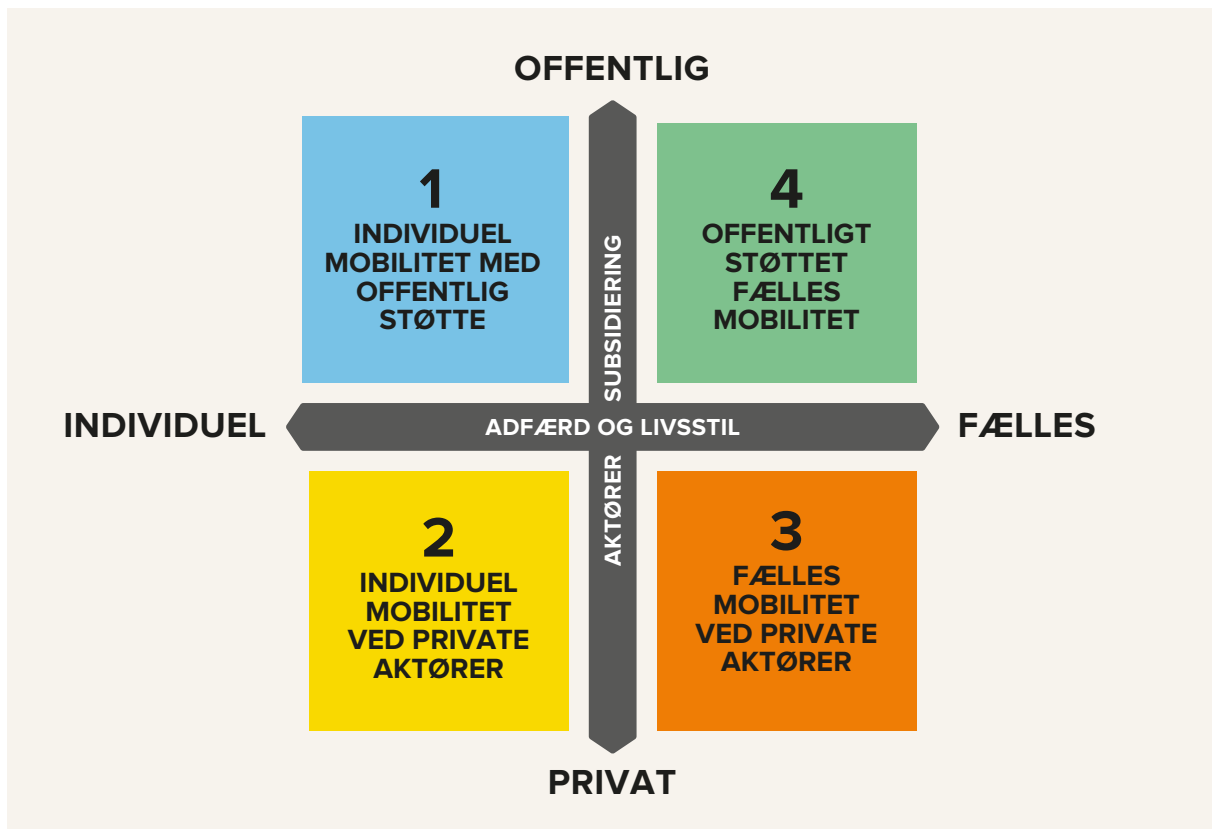 OFFENTLIG
1
INDIVIDUEL
MOBILITET MED
OFFENTLIG
STØTTE
4
OFFENTLIGT
STØTTET
FÆLLES
MOBILITET
SUBSIDIERING
INDIVIDUEL
ADFÆRD OG LIVSSTIL
FÆLLES
AKTØRER
2
INDIVIDUEL
MOBILITET
VED PRIVATE
AKTØRER
3
FÆLLES
MOBILITET
VED PRIVATE
AKTØRER
PRIVAT